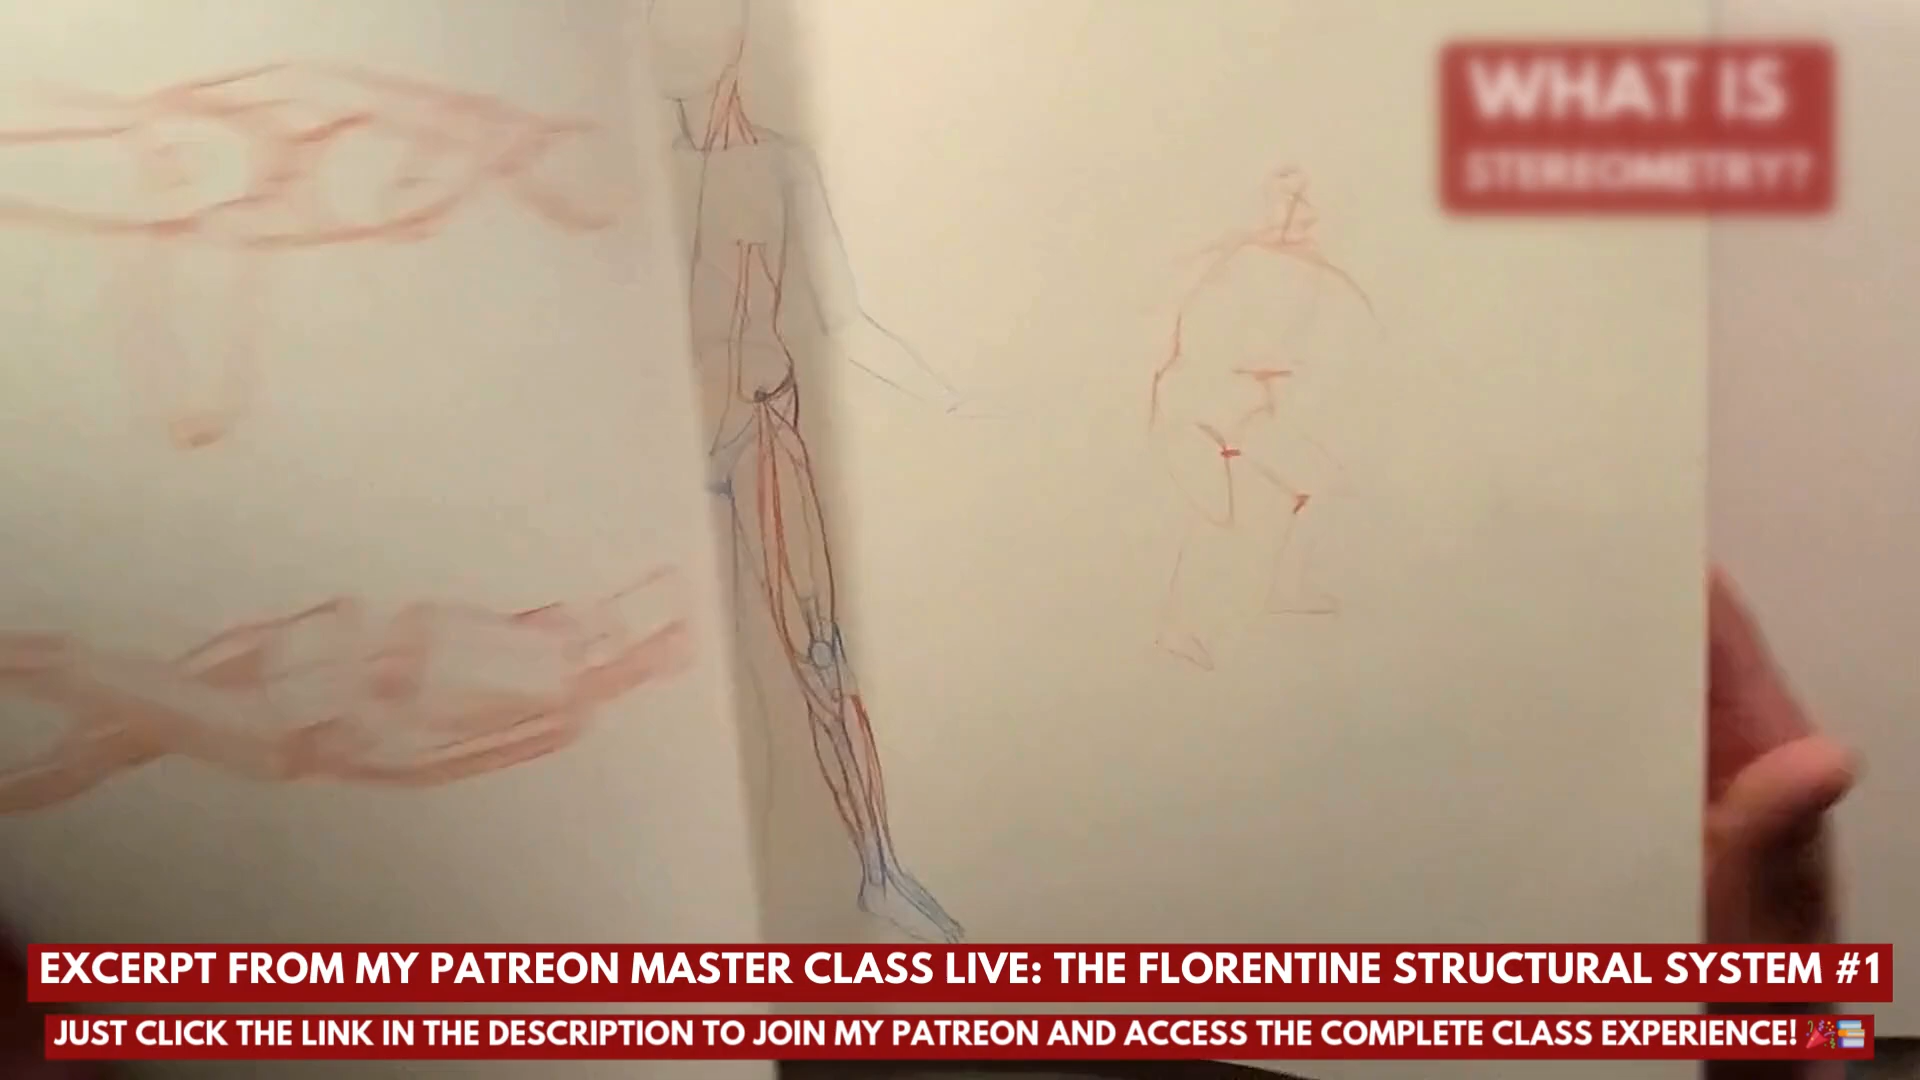 WHAT IS
STEREOMETRY?
EXCERPT FROM MY PATREON MASTER CLASS LIVE: THE FLORENTINE STRUCTURAL SYSTEM #1
JUST CLICK THE LINK IN THE DESCRIPTION TO JOIN MY PATREON AND ACCESS THE COMPLETE CLASS EXPERIENCE! 🎉📚